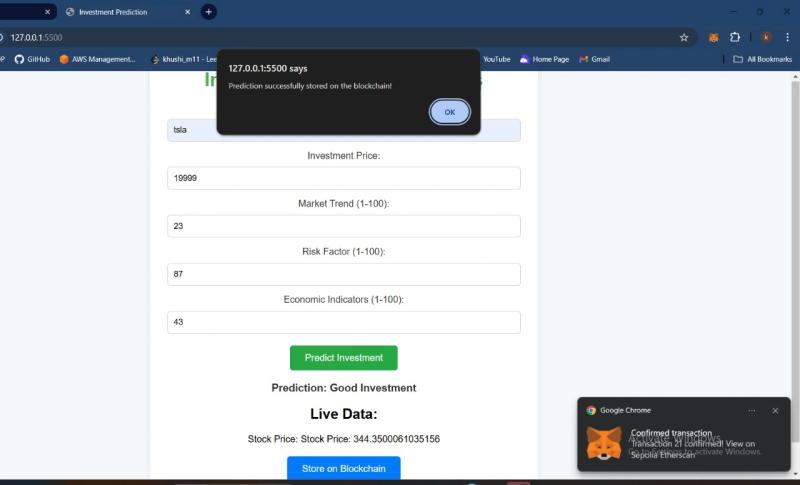 Investment Prediction
127.0.0.1:5500
GitHub
AWS Management...
khushi_m11 - Lee
YouTube
Home Page
Gmail
All Bookmarks
127.0.0.1:5500 says
Prediction successfully stored on the blockchain!
OK
tsla
Investment Price:
19999
Market Trend (1-100):
23
Risk Factor (1-100):
87
Economic Indicators (1-100):
43
Predict Investment
Prediction: Good Investment
Live Data:
Stock Price: Stock Price: 344.3500061035156
Store on Blockchain
Google Chrome
Confirmed transaction
Transaction 21 confirmed! View on
Sepolia Etherscan
Activate Windows
Go to Settings to activate Windows.